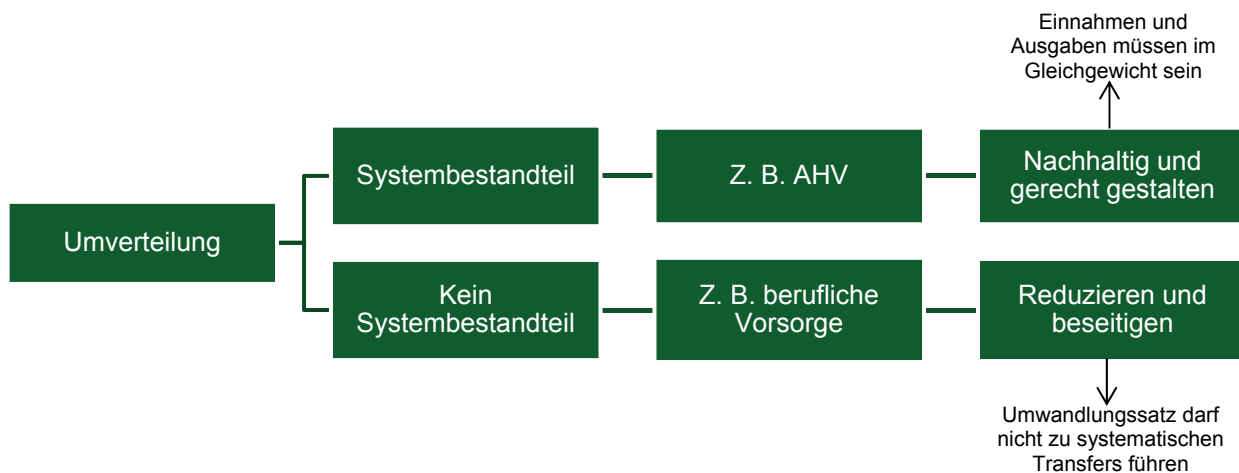 Einnahmen und
Ausgaben müssen im
Gleichgewicht sein
Systembestandteil
Z. B. AHV
Nachhaltig und
gerecht gestalten
Umverteilung
Kein
Systembestandteil
Z. B. berufliche
Vorsorge
Reduzieren und
beseitigen
Umwandlungssatz darf
nicht zu systematischen
Transfers führen